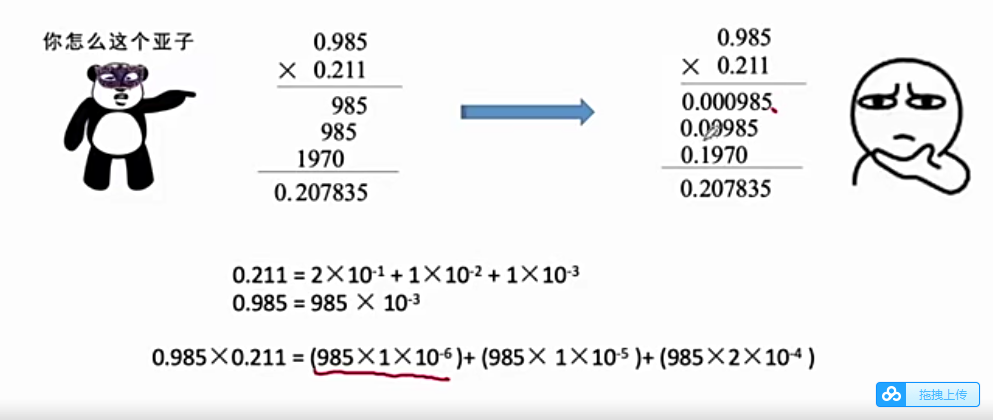 你怎么这个亚子
0.985
× 0.211
985
985
1970
0.207835
0.985
× 0.211
0.000985
0.00985
0.1970
0.207835
0.211 = 2×10⁻¹ + 1×10⁻² + 1×10⁻³
0.985 = 985 × 10⁻³
0.985×0.211 = (985×1×10⁻⁶)+ (985× 1×10⁻⁵ )+ (985×2×10⁻⁴ )
拖拽上传